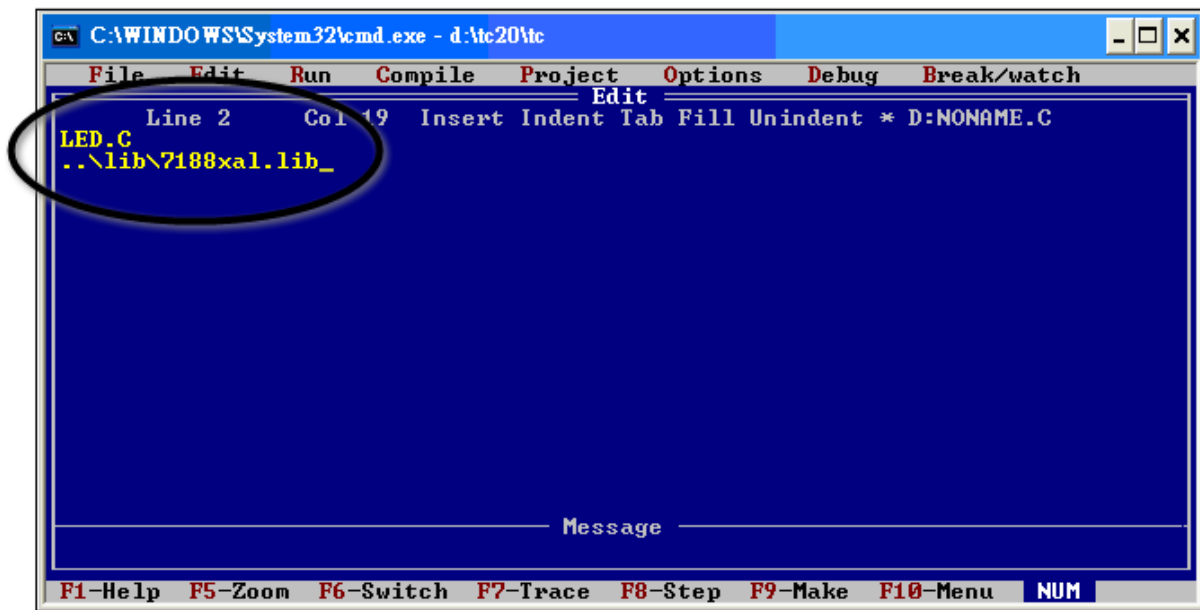 C:\WINDOWS\System32\cmd.exe - d:\tc20\tc
File Edit Run Compile Project Options Debug Break/watch
Edit
Line 2 Col 19 Insert Indent Tab Fill Unindent * D:NONAME.C
LED.C
..\lib\7188xal.lib_
Message
F1-Help F5-Zoom F6-Switch F7-Trace F8-Step F9-Make F10-Menu NUM